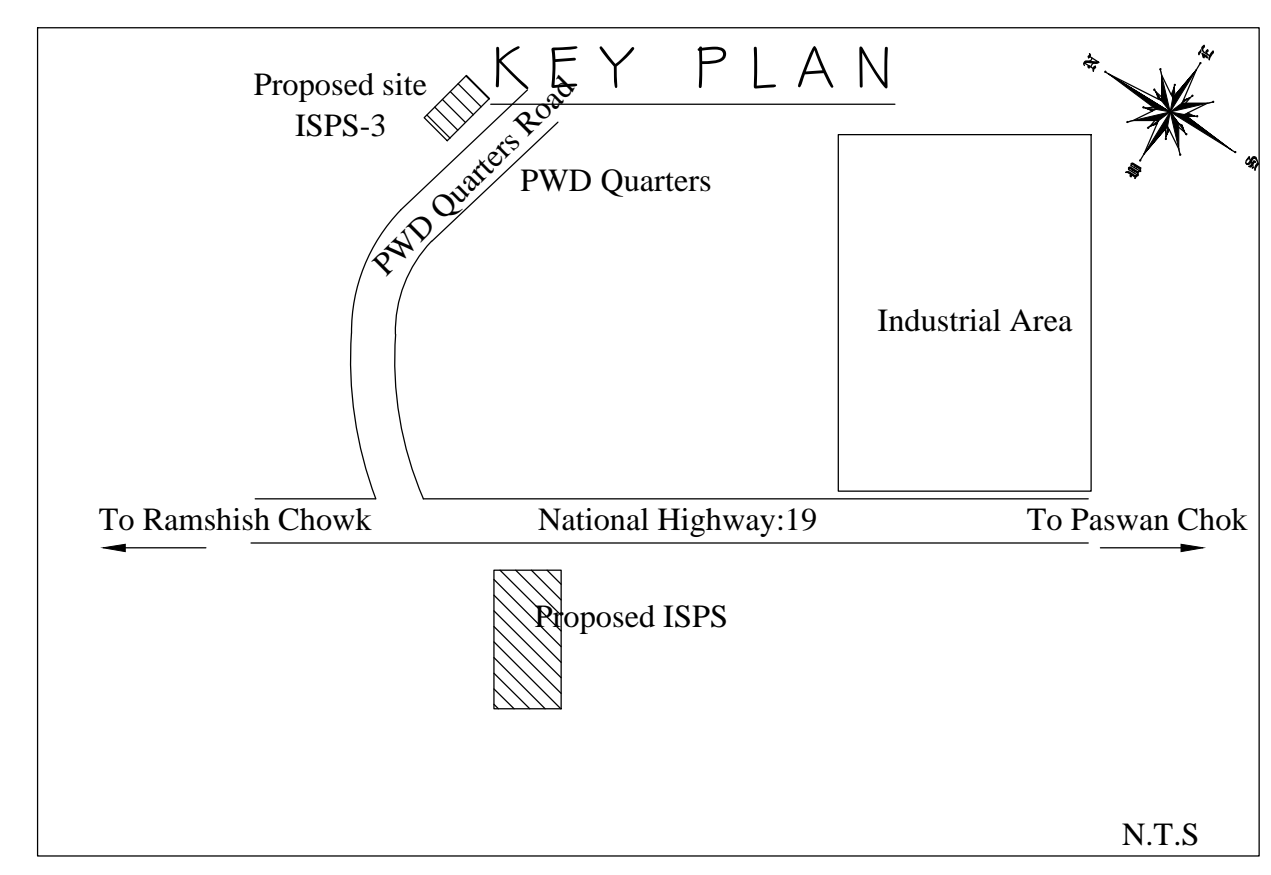 KEY PLAN
N
E
S
W
Proposed site
ISPS-3
PWD Quarters Road
PWD Quarters
Industrial Area
To Ramshish Chowk
National Highway:19
To Paswan Chok
Proposed ISPS
N.T.S